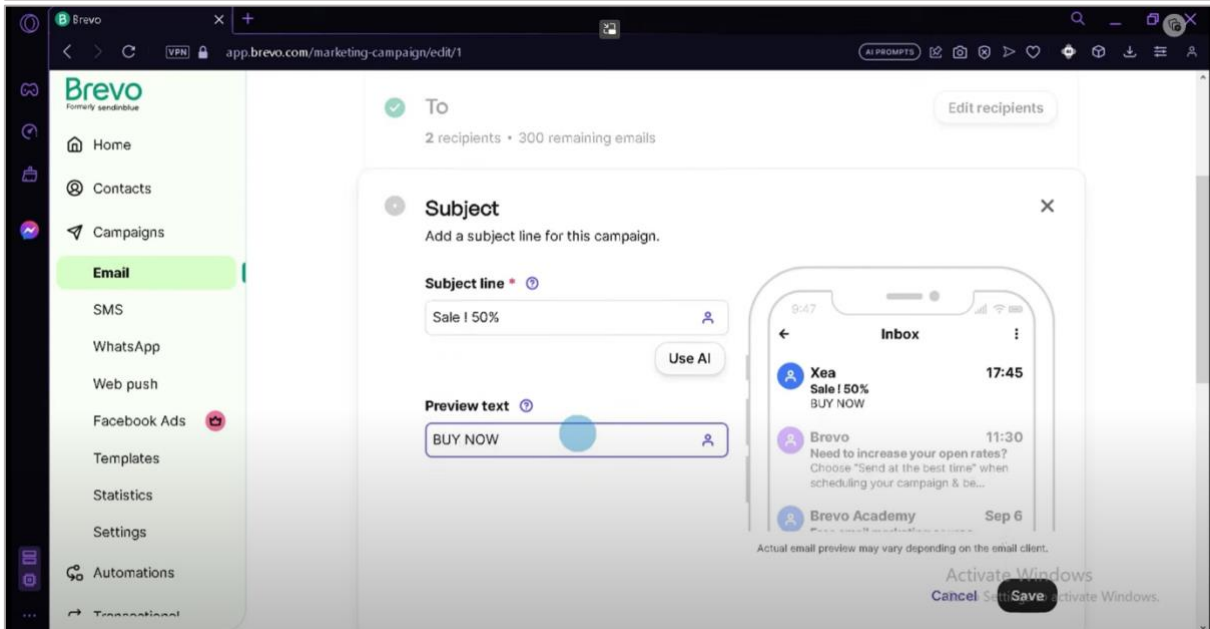 Brevo
VPN
app.brevo.com/marketing-campaign/edit/1
AI PROMPTS
Brevo
Formerly sendinblue
Home
Contacts
Campaigns
Email
SMS
WhatsApp
Web push
Facebook Ads
Templates
Statistics
Settings
Automations
Transactional
To
Edit recipients
2 recipients • 300 remaining emails
Subject
Add a subject line for this campaign.
Subject line *
Sale ! 50%
Use AI
Preview text
BUY NOW
9:47
Inbox
Xea 17:45
Sale ! 50%
BUY NOW
Brevo 11:30
Need to increase your open rates?
Choose "Send at the best time" when
scheduling your campaign & be...
Brevo Academy Sep 6
Actual email preview may vary depending on the email client.
Activate Windows
Cancel
Save
activate Windows.